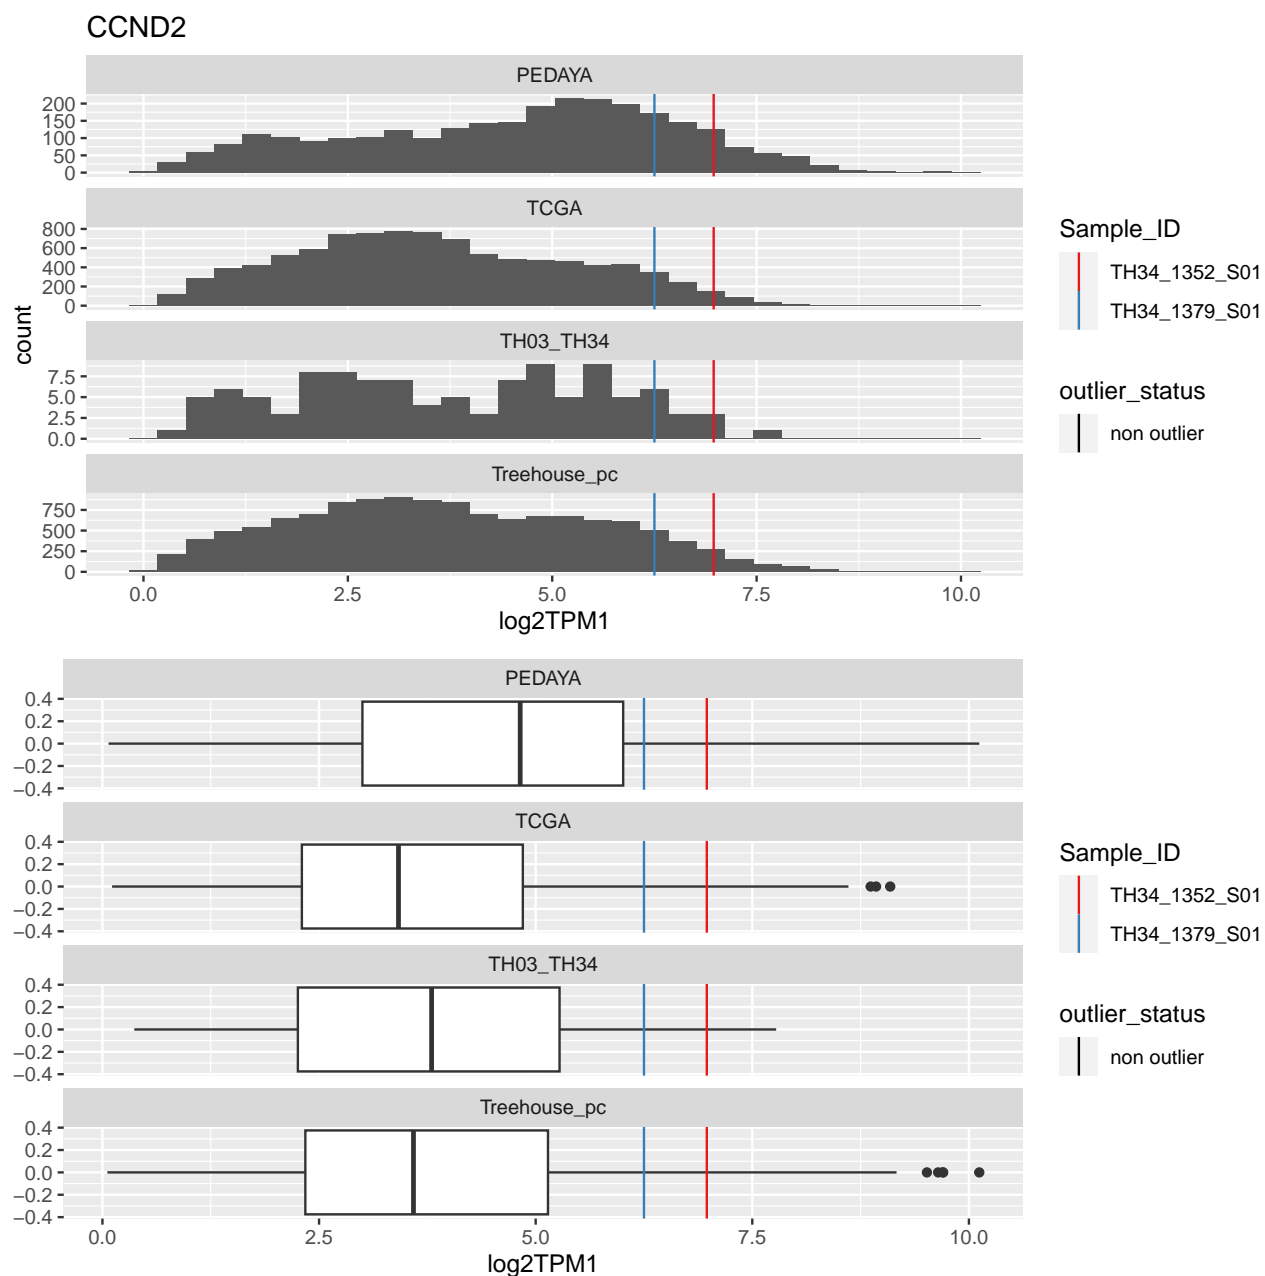 CCND2
PEDAYA
200
150
100
50
0
TCGA
800
600
400
200
0
TH03_TH34
7.5
5.0
2.5
0.0
Treehouse_pc
750
500
250
0
0.0 2.5 5.0 7.5 10.0
log2TPM1
count
Sample_ID
TH34_1352_S01
TH34_1379_S01
outlier_status
non outlier
PEDAYA
0.4
0.2
0.0
−0.2
−0.4
TCGA
0.4
0.2
0.0
−0.2
−0.4
TH03_TH34
0.4
0.2
0.0
−0.2
−0.4
Treehouse_pc
0.4
0.2
0.0
−0.2
−0.4
0.0 2.5 5.0 7.5 10.0
log2TPM1
Sample_ID
TH34_1352_S01
TH34_1379_S01
outlier_status
non outlier